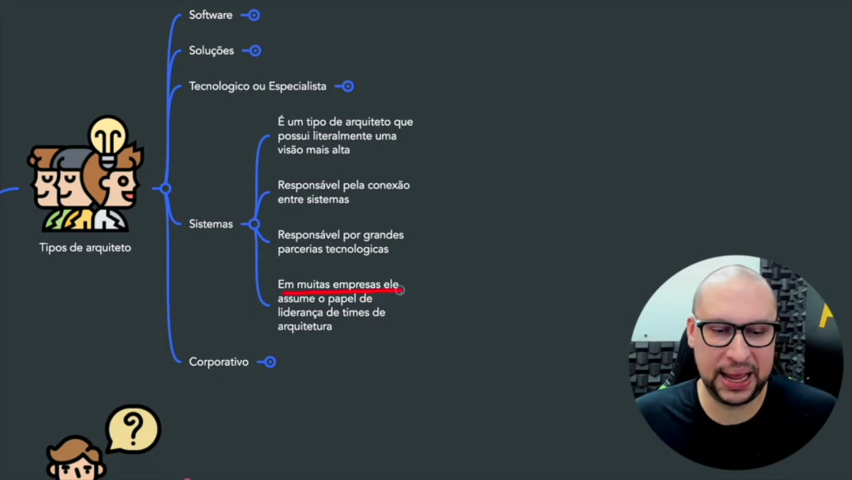 Software
Soluções
Tecnologico ou Especialista
É um tipo de arquiteto que
possui literalmente uma
visão mais alta
Responsável pela conexão
entre sistemas
Sistemas
Responsável por grandes
parcerias tecnologicas
Tipos de arquiteto
Em muitas empresas ele
assume o papel de
liderança de times de
arquitetura
Corporativo
?